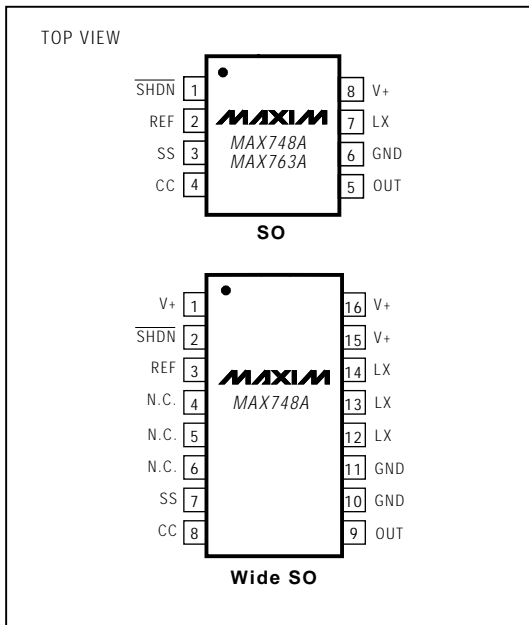 TOP VIEW
SHDN 1 8 V+
REF 2 MAXIM 7 LX
MAX748A
SS 3 6 GND
MAX763A
CC 4 5 OUT
SO
V+ 1 16 V+
SHDN 2 15 V+
REF 3 14 LX
MAXIM
N.C. 4 MAX748A 13 LX
N.C. 5 12 LX
N.C. 6 11 GND
SS 7 10 GND
CC 8 9 OUT
Wide SO